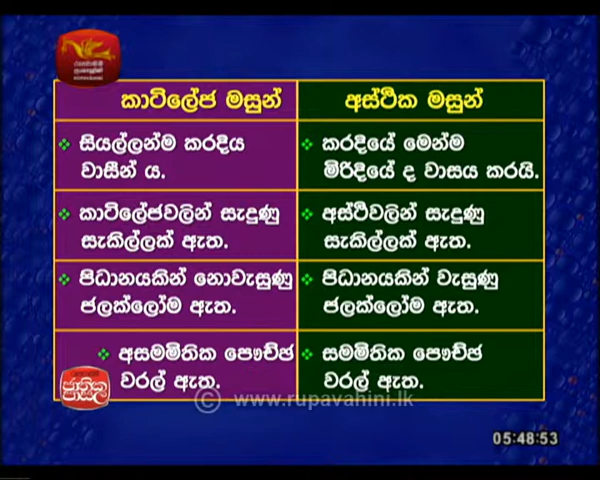 කාටිලේජ මසුන්
අස්ථික මසුන්
සියල්ලන්ම කරදිය
වාසීන් ය.
කරදියේ මෙන්ම
මිරිදියේ ද වාසය කරයි.
කාටිලේජවලින් සැදුණු
සැකිල්ලක් ඇත.
අස්ථිවලින් සැදුණු
සැකිල්ලක් ඇත.
පිධානයකින් නොවැසුණු
ජලක්ලෝම ඇත.
පිධානයකින් වැසුණු
ජලක්ලෝම ඇත.
අසමමිතික පෞච්ඡ
වරල් ඇත.
සමමිතික පෞච්ඡ
වරල් ඇත.
ජාතික
පාසල
© www.rupavahini.lk
05:48:53